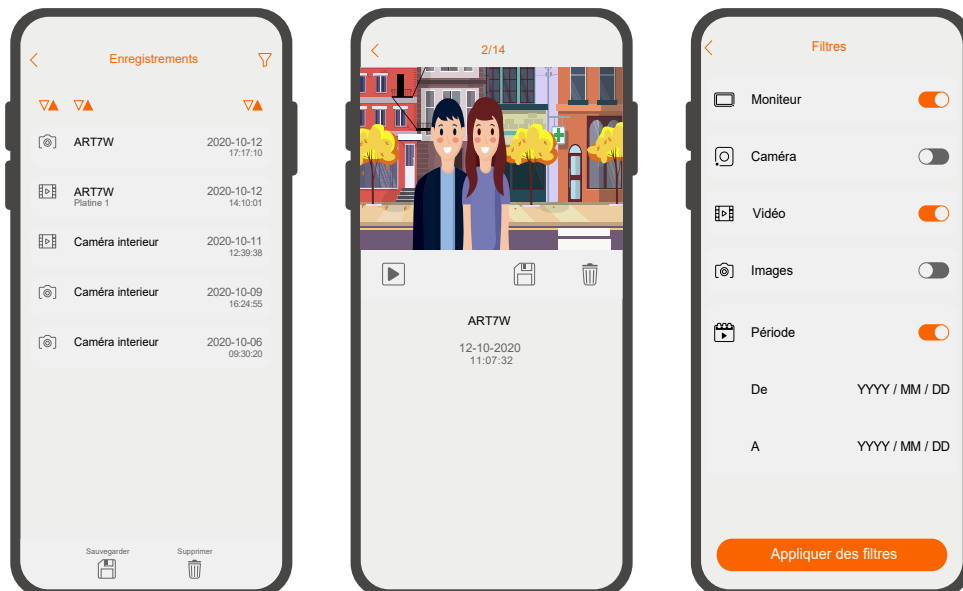 Enregistrements
ART7W
2020-10-12
17:17:10
ART7W
2020-10-12
Platine 1
14:10:01
Caméra interieur
2020-10-11
12:39:38
Caméra interieur
2020-10-09
16:24:55
Caméra interieur
2020-10-06
09:30:20
Sauvegarder
Supprimer
2/14
ART7W
12-10-2020
11:07:32
Filtres
Moniteur
Caméra
Vidéo
Images
Période
De
YYYY / MM / DD
A
YYYY / MM / DD
Appliquer des filtres